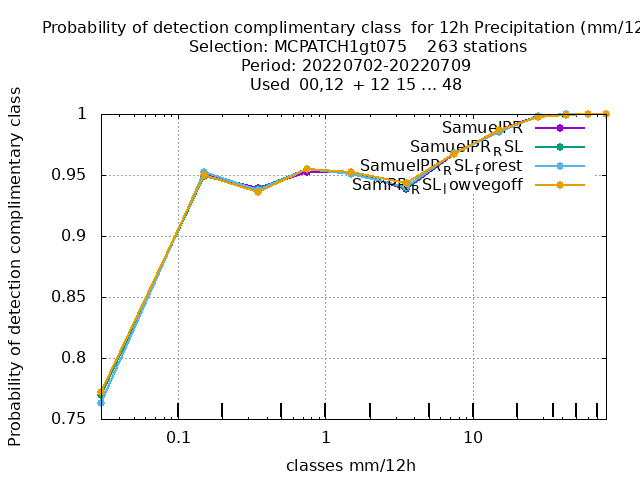 Probability of detection complimentary class  for 12h Precipitation (mm/12
Selection: MCPATCH1gt075    263 stations
Period: 20220702-20220709
Used  00,12  + 12 15 ... 48
Probability of detection complimentary class
1
0.95
0.9
0.85
0.8
0.75
SamuelPR
SamuelPR_RSL
SamuelPR_RSL_forest
SamPR_RSL_lowvegoff
0.1
1
10
classes mm/12h